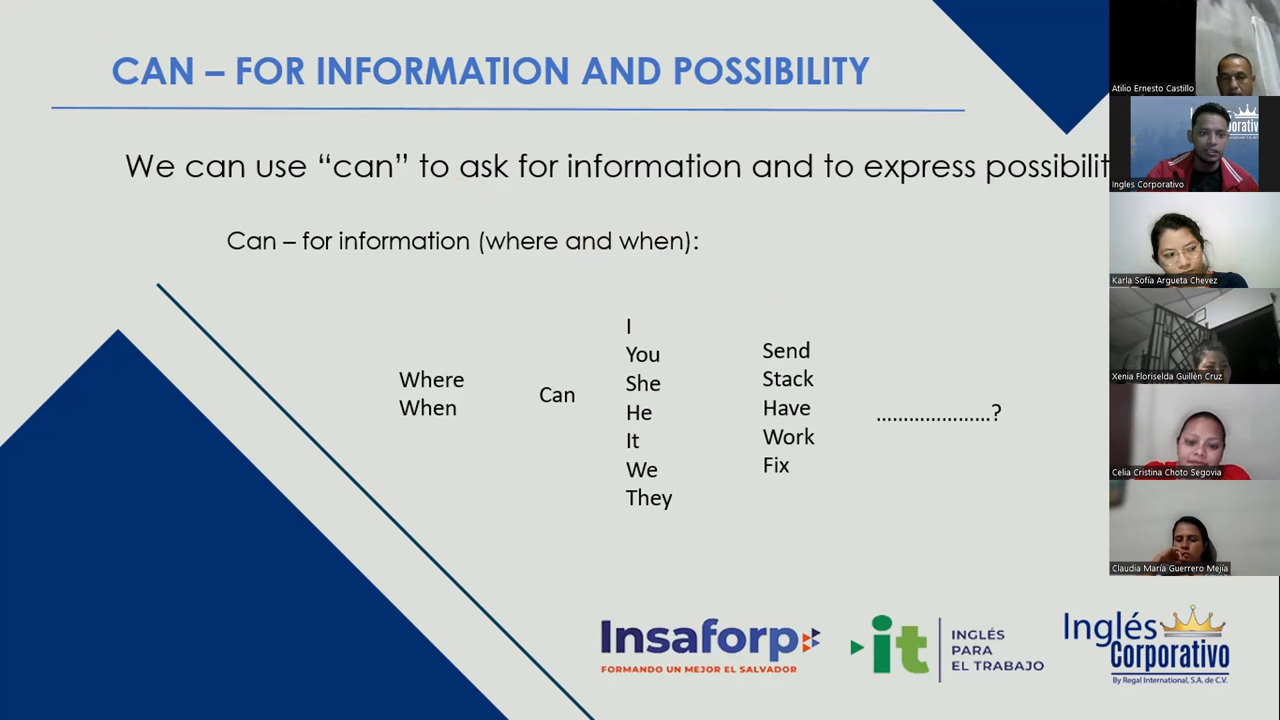 CAN – FOR INFORMATION AND POSSIBILITY
We can use “can” to ask for information and to express
Can – for information (where and when):
Where
When
Can
I
You
She
He
It
We
They
Send
Stack
Have
Work
Fix
.....................?
Insaforp
FORMANDO UN MEJOR EL SALVADOR
it
INGLÉS
PARA
EL TRABAJO
Inglés
Corporativo
By Regal International, S.A. de C.V.
Atilio Ernesto Castillo
Ingles Corporativo
Karla Sofía Argueta Chevez
Xenia Floriselda Guillén Cruz
Celia Cristina Choto Segovia
Claudia María Guerrero Mejía